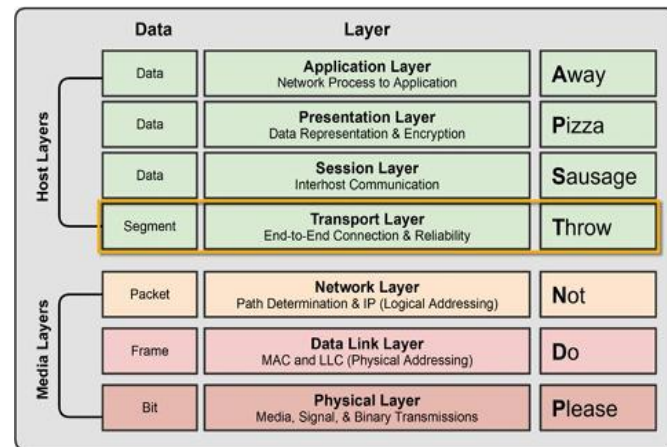 Data Layer
Host Layers
Data Application Layer Away
Network Process to Application
Data Presentation Layer Pizza
Data Representation & Encryption
Data Session Layer Sausage
Interhost Communication
Segment Transport Layer Throw
End-to-End Connection & Reliability
Media Layers
Packet Network Layer Not
Path Determination & IP (Logical Addressing)
Frame Data Link Layer Do
MAC and LLC (Physical Addressing)
Bit Physical Layer Please
Media, Signal, & Binary Transmissions